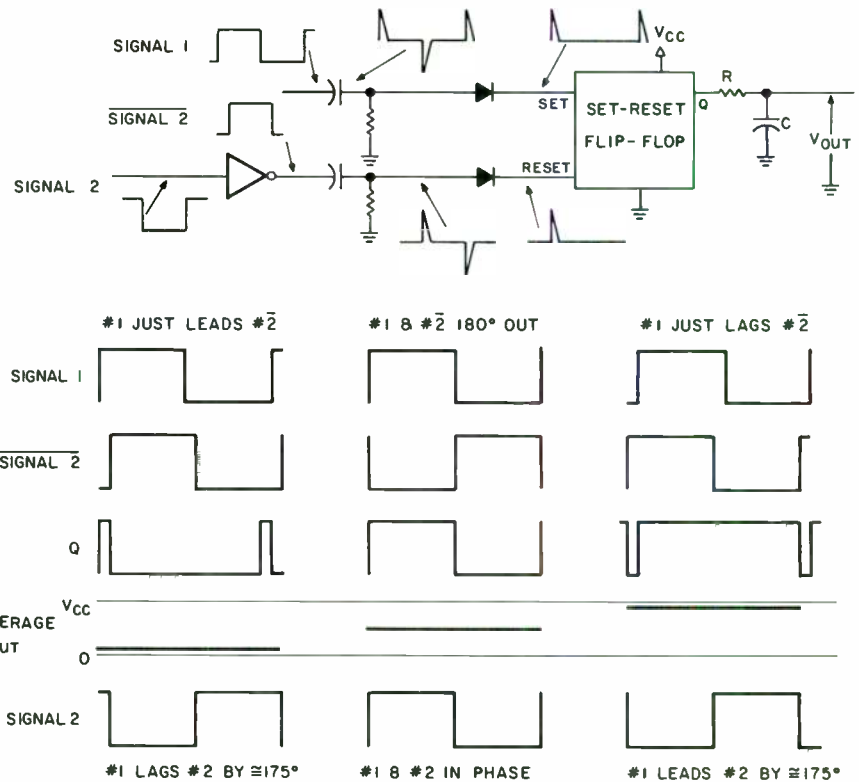 SIGNAL 1
VCC
R
SIGNAL 2
SET
SET-RESET
FLIP-FLOP
Q
C
VOUT
SIGNAL 2
RESET
#1 JUST LEADS #2̅
#1 & #2̅ 180° OUT
#1 JUST LAGS #2̅
SIGNAL 1
SIGNAL 2
Q
VCC
ERAGE
UT
0
SIGNAL 2
#1 LAGS #2 BY ≅175°
#1 & #2 IN PHASE
#1 LEADS #2 BY ≅175°